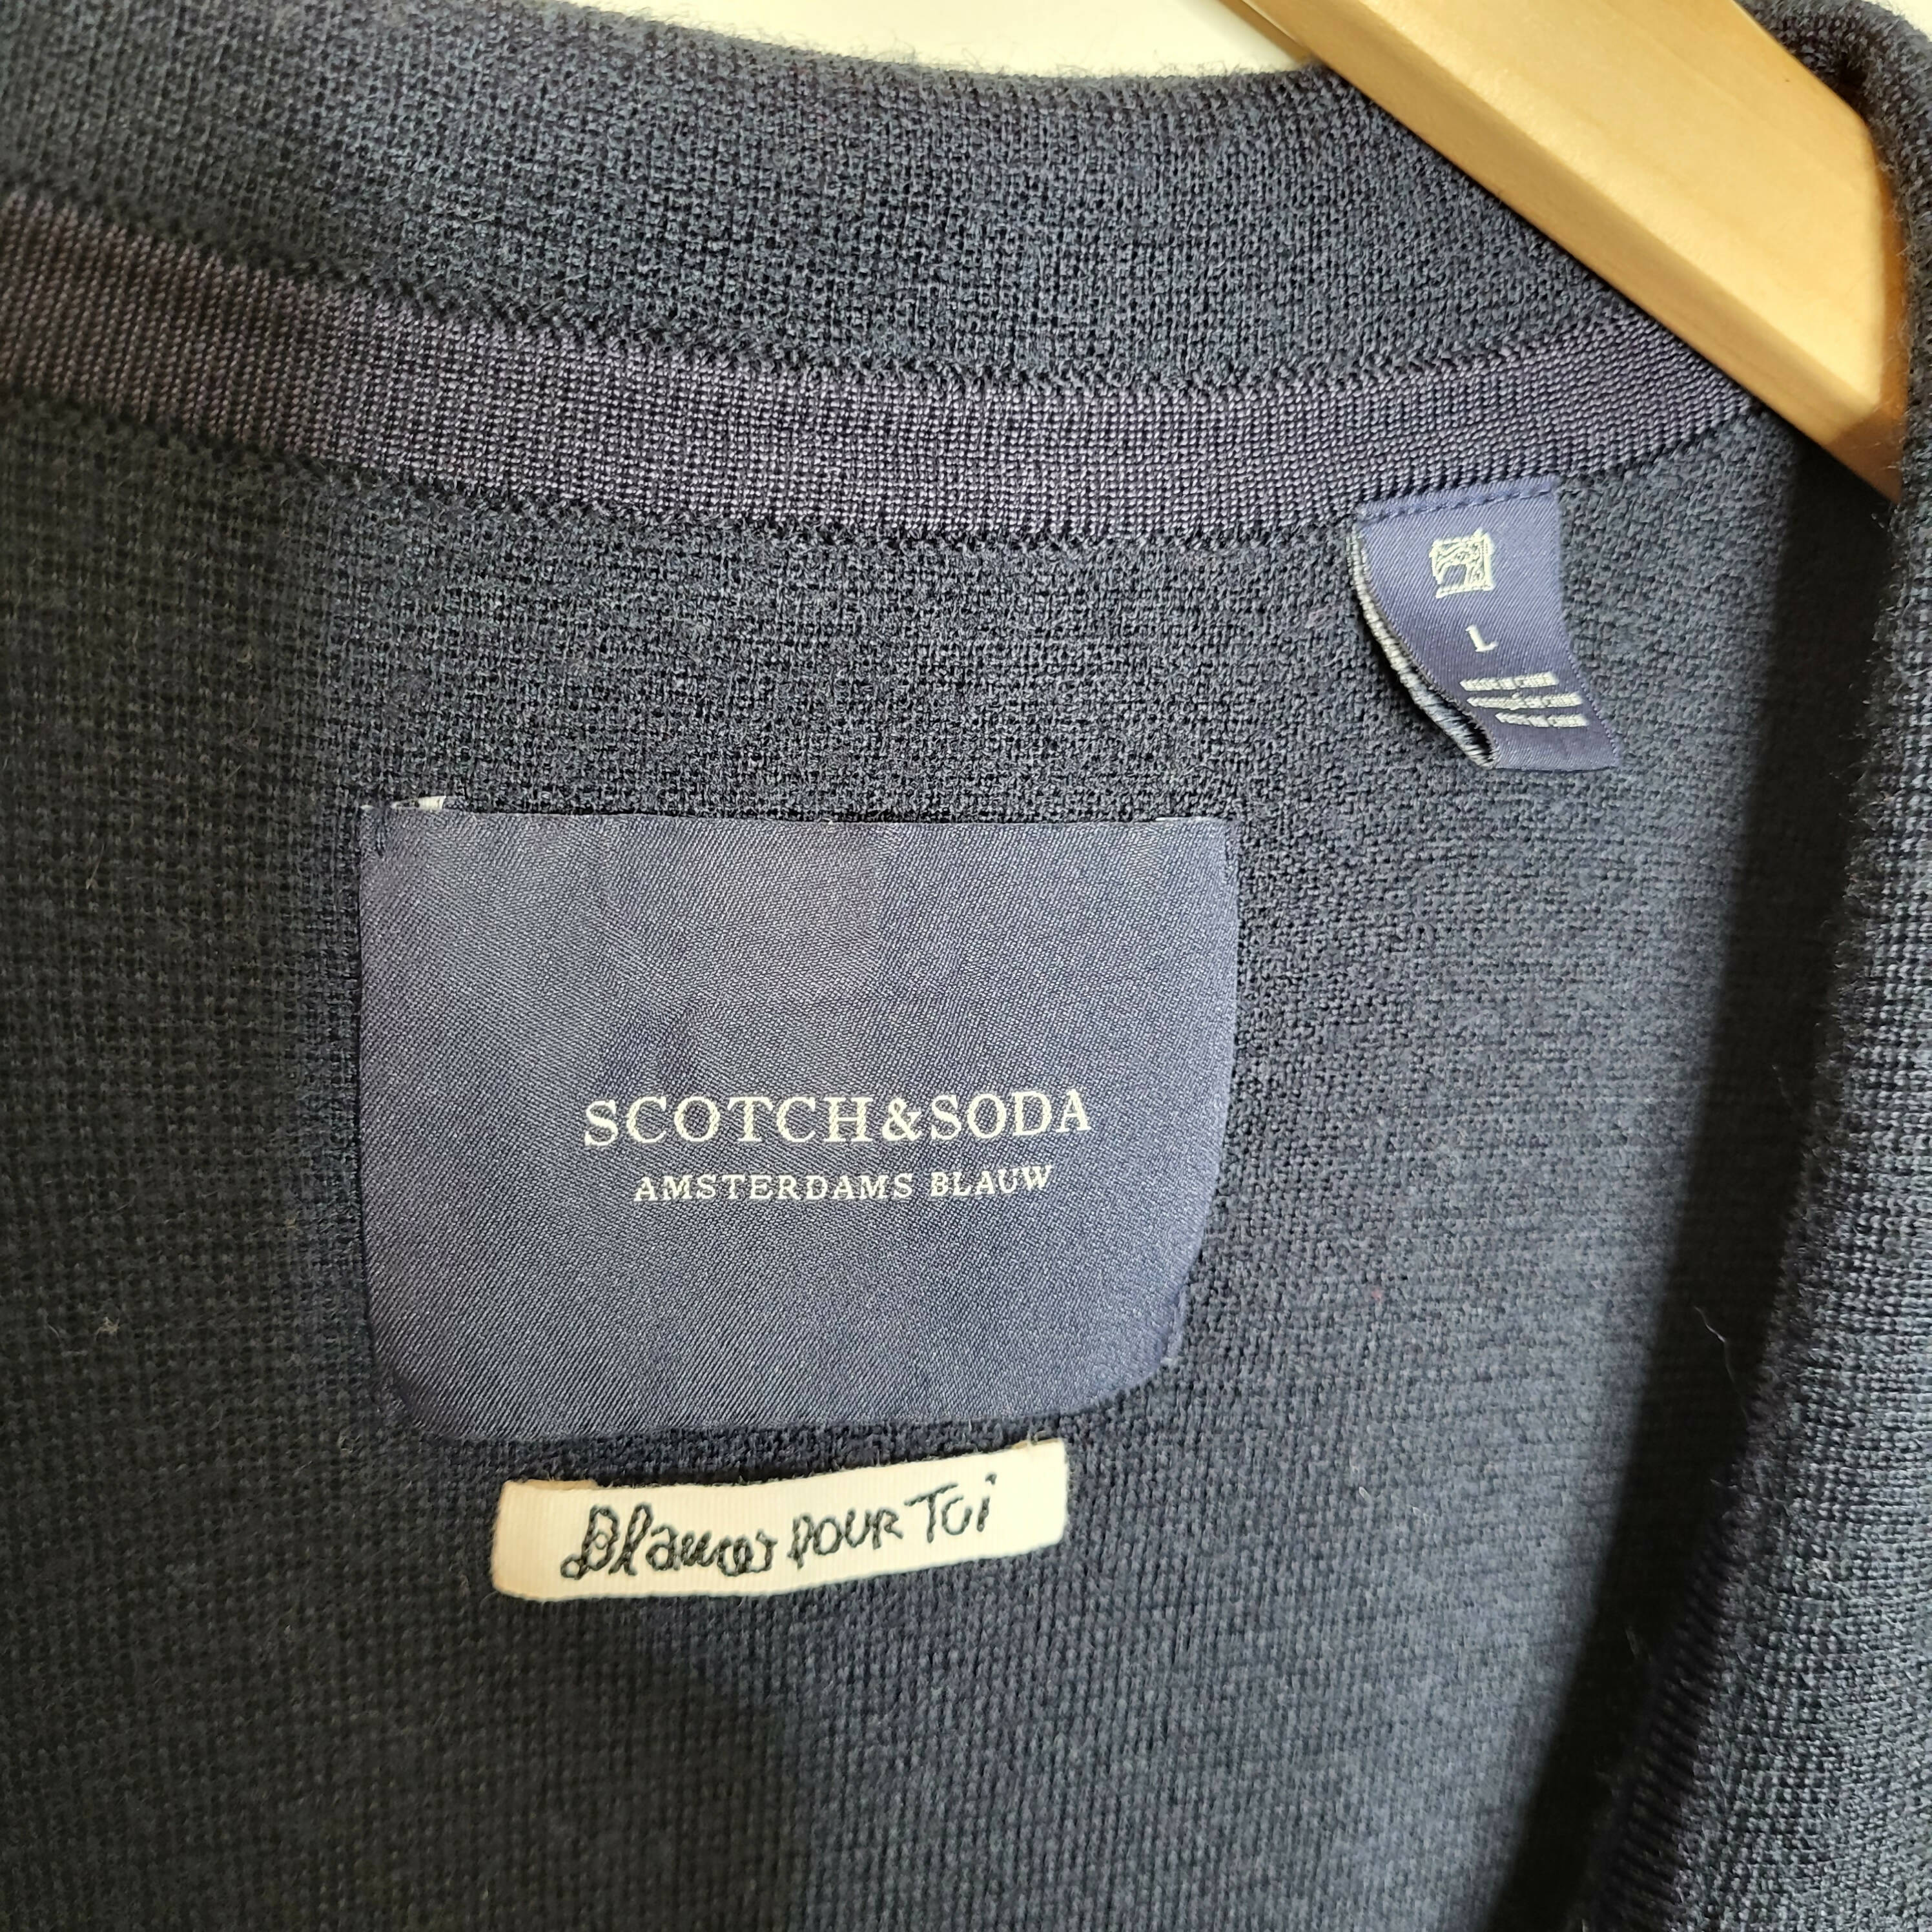 L
SCOTCH&SODA
AMSTERDAMS BLAUW
Blauw POUR TOi